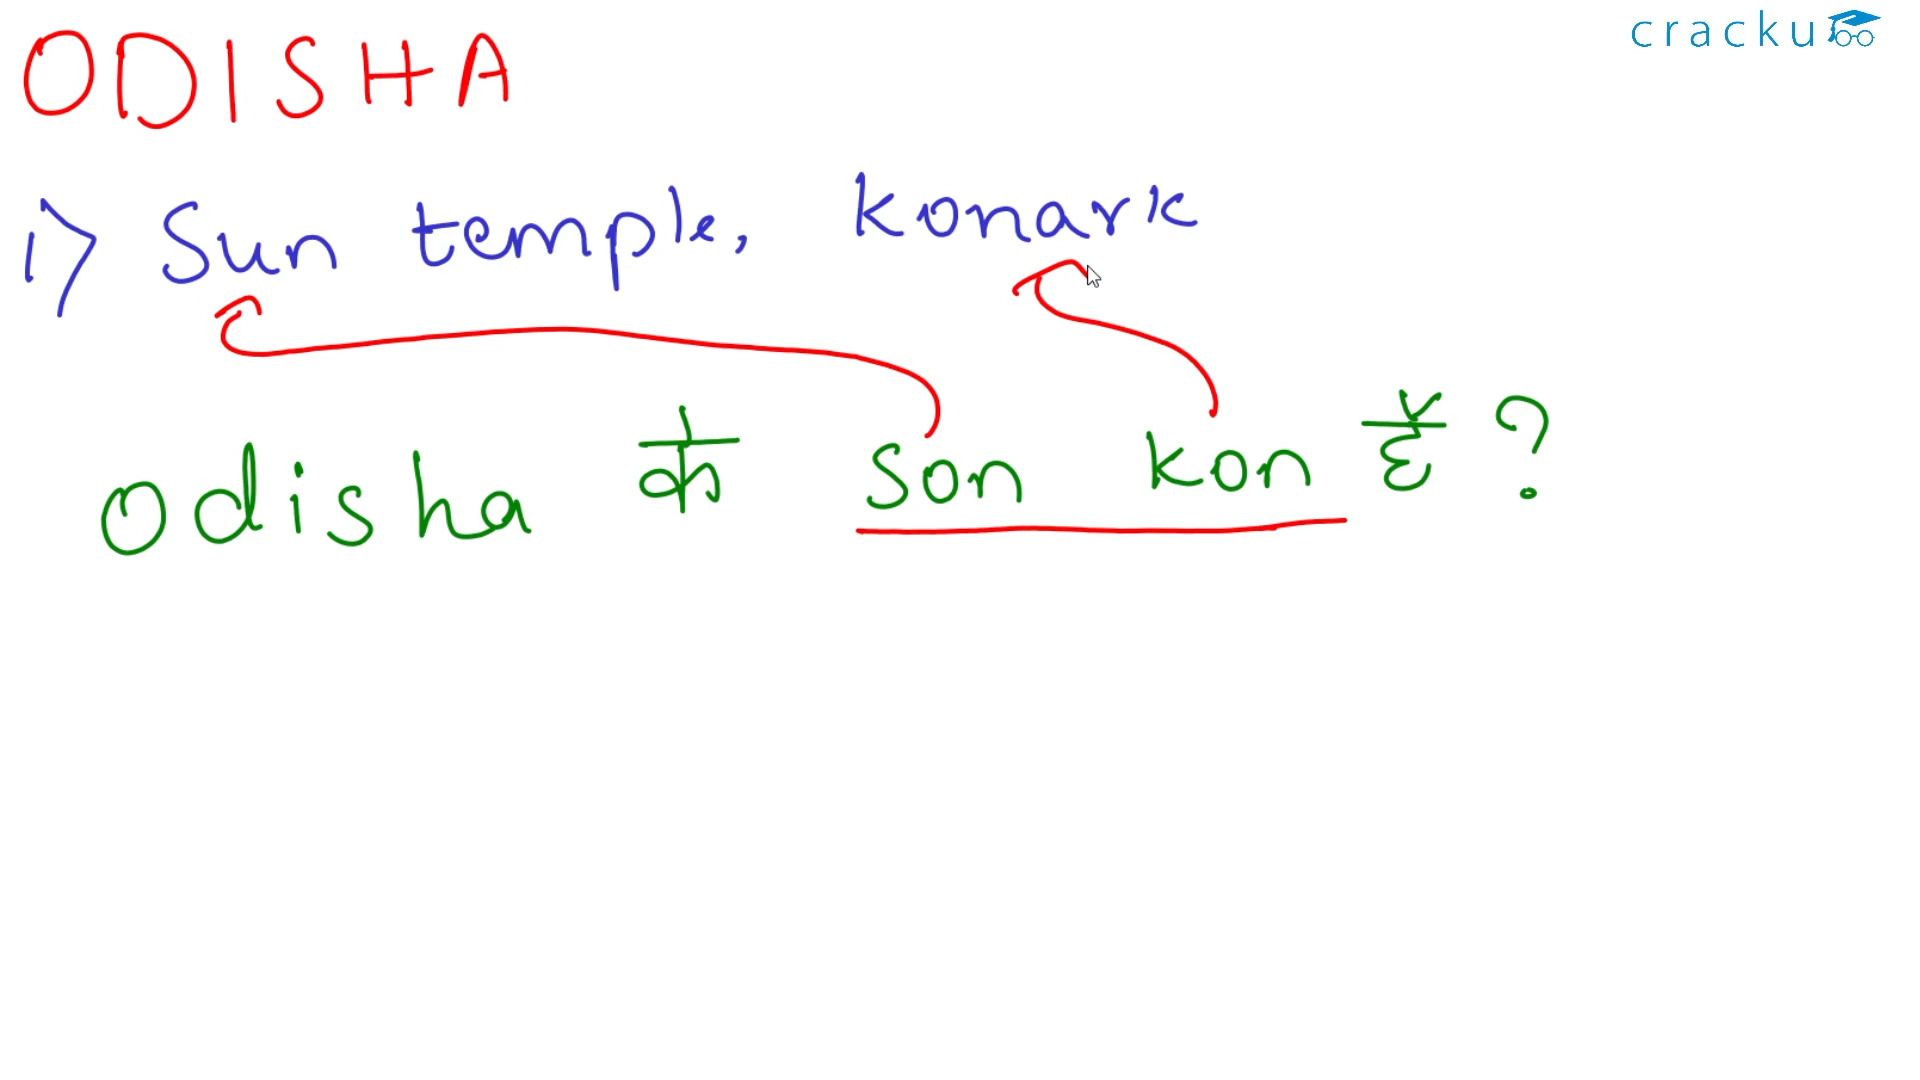 cracku
ODISHA
1> Sun temple, konark
Odisha का son kon है ?